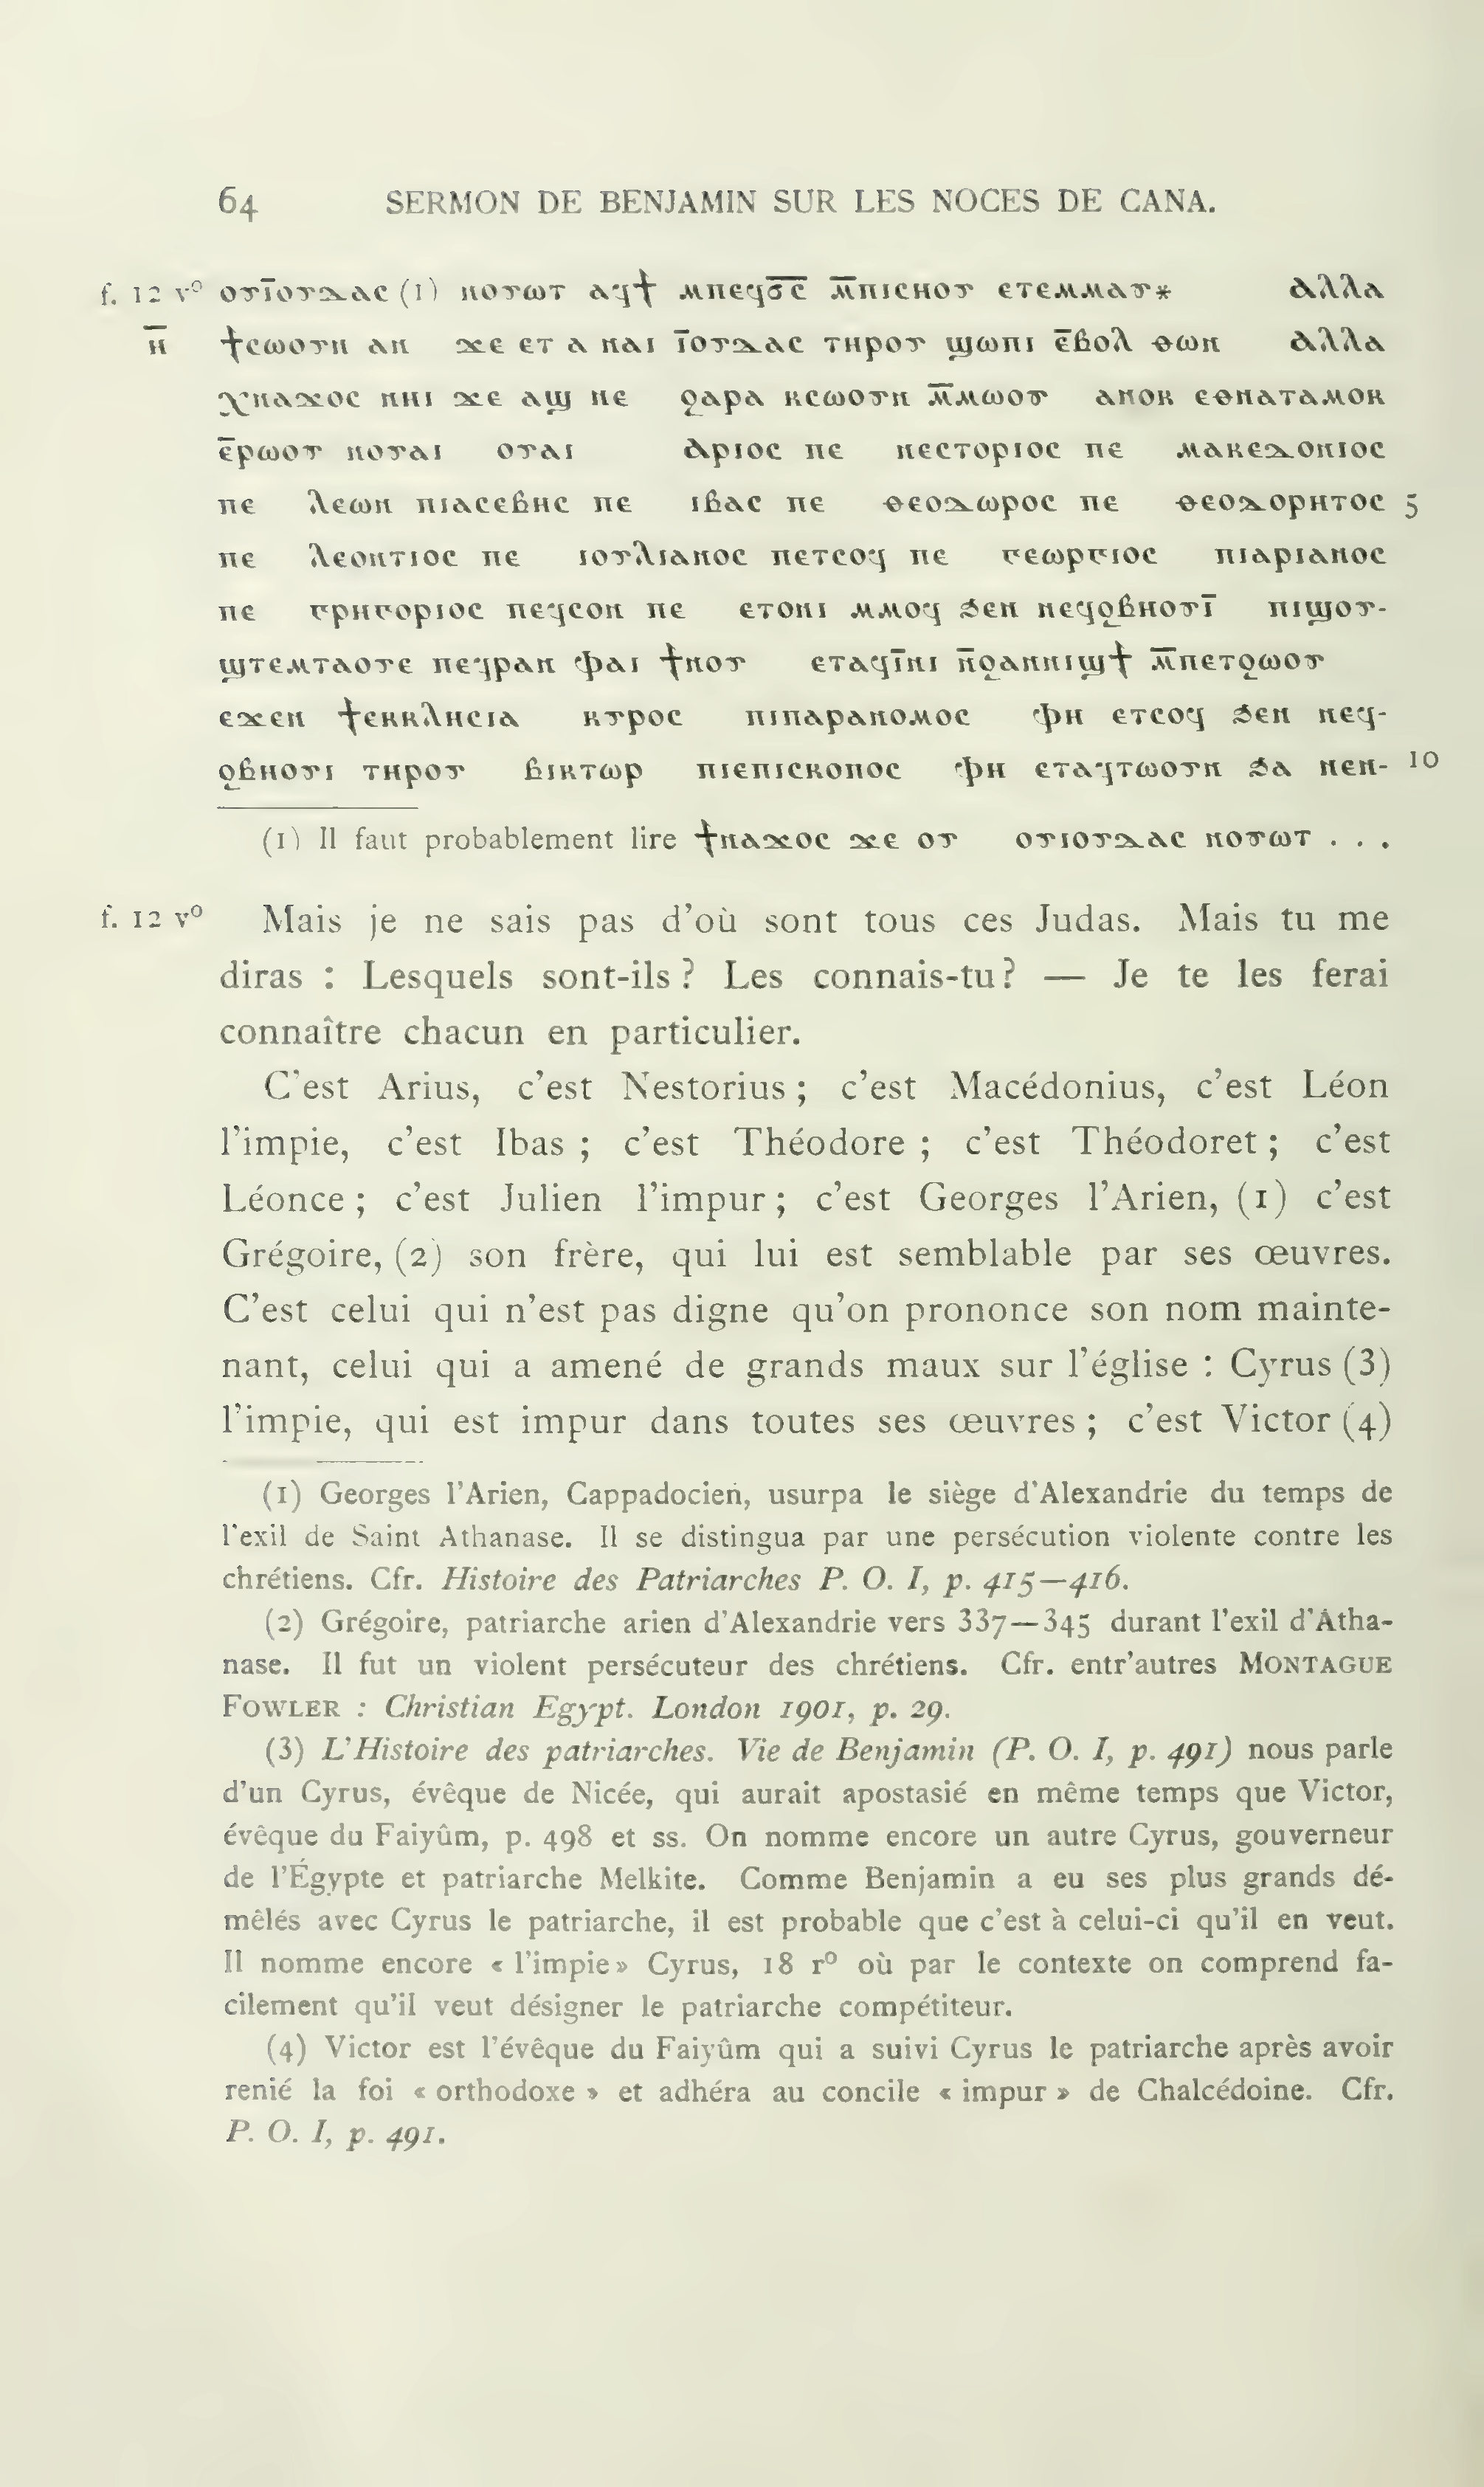 64 SERMON DE BENJAMIN SUR LES NOCES DE CANA.
f. 12 vº ⲟⲩⲓ̅ⲟⲩⲇⲁⲥ (1) ⲛⲟⲩⲱⲧ ⲁϥϯ ⲙⲡⲉϥϭ̅ⲥ̅ ⲙ̅ⲡⲓⲥⲛⲟⲩ ⲉⲧⲉⲙⲙⲁⲩ* ⲁⲗⲗⲁ
ⲏ̅ ϯⲥⲱⲟⲩⲛ ⲁⲛ ϫⲉ ⲉⲧ ⲁ ⲛⲁⲓ ⲓ̅ⲟⲩⲇⲁⲥ ⲧⲏⲣⲟⲩ ϣⲱⲡⲓ ⲉ̅ⲃⲟⲗ ⲑⲱⲛ ⲁⲗⲗⲁ
ⲭⲛⲁϫⲟⲥ ⲛⲏⲓ ϫⲉ ⲁϣ ⲛⲉ ϩⲁⲣⲁ ⲕⲥⲱⲟⲩⲛ ⲙ̅ⲙⲱⲟⲩ ⲁⲛⲟⲕ ⲉⲑⲛⲁⲧⲁⲙⲟⲕ
ⲉ̅ⲣⲱⲟⲩ ⲛⲟⲩⲁⲓ ⲟⲩⲁⲓ ⲁⲣⲓⲟⲥ ⲡⲉ ⲛⲉⲥⲧⲟⲣⲓⲟⲥ ⲡⲉ ⲙⲁⲕⲉⲇⲟⲛⲓⲟⲥ
ⲡⲉ ⲗⲉⲱⲛ ⲡⲓⲁⲥⲉⲃⲏⲥ ⲡⲉ ⲓⲃⲁⲥ ⲡⲉ ⲑⲉⲟⲇⲱⲣⲟⲥ ⲡⲉ ⲑⲉⲟⲇⲟⲣⲏⲧⲟⲥ 5
ⲡⲉ ⲗⲉⲟⲛⲧⲓⲟⲥ ⲡⲉ ⲓⲟⲩⲗⲓⲁⲛⲟⲥ ⲡⲉⲧⲥⲟϥ ⲡⲉ ⲅⲉⲱⲣⲅⲓⲟⲥ ⲡⲓⲁⲣⲓⲁⲛⲟⲥ
ⲡⲉ ⲅⲣⲏⲅⲟⲣⲓⲟⲥ ⲡⲉϥⲥⲟⲛ ⲡⲉ ⲉⲧⲟⲛⲓ ⲙⲙⲟϥ ϧⲉⲛ ⲛⲉϥϩⲃⲏⲟⲩⲓ̅ ⲡⲓϣⲟⲩ-
ϣⲧⲉⲙⲧⲁⲟⲩⲉ ⲡⲉϥⲣⲁⲛ ⲫⲁⲓ ϯⲛⲟⲩ ⲉⲧⲁϥⲓ̅ⲛⲓ ⲛ̅ϩⲁⲛⲛⲓϣϯ ⲙ̅ⲡⲉⲧϩⲱⲟⲩ
ⲉϫⲉⲛ ϯⲉⲕⲕⲗⲏⲥⲓⲁ ⲕⲩⲣⲟⲥ ⲡⲓⲡⲁⲣⲁⲛⲟⲙⲟⲥ ⲫⲏ ⲉⲧⲥⲟϥ ϧⲉⲛ ⲛⲉϥ-
ϩⲃⲏⲟⲩⲓ ⲧⲏⲣⲟⲩ ⲃⲓⲕⲧⲱⲣ ⲡⲓⲉⲡⲓⲥⲕⲟⲡⲟⲥ ⲫⲏ ⲉⲧⲁϥⲧⲱⲟⲩⲛ ϧⲁ ⲡⲉⲛ- 10
(1) Il faut probablement lire ϯⲛⲁϫⲟⲥ ϫⲉ ⲟⲩ ⲟⲩⲓⲟⲩⲇⲁⲥ ⲛⲟⲩⲱⲧ . . .
f. 12 vº Mais je ne sais pas d’où sont tous ces Judas. Mais tu me
diras : Lesquels sont-ils ? Les connais-tu ? — Je te les ferai
connaître chacun en particulier.
C’est Arius, c’est Nestorius ; c’est Macédonius, c’est Léon
l’impie, c’est Ibas ; c’est Théodore ; c’est Théodoret ; c’est
Léonce ; c’est Julien l’impur ; c’est Georges l’Arien, (1) c’est
Grégoire, (2) son frère, qui lui est semblable par ses œuvres.
C’est celui qui n’est pas digne qu’on prononce son nom mainte-
nant, celui qui a amené de grands maux sur l’église : Cyrus (3)
l’impie, qui est impur dans toutes ses œuvres ; c’est Victor (4)
(1) Georges l’Arien, Cappadocien, usurpa le siège d’Alexandrie du temps de
l’exil de Saint Athanase. Il se distingua par une persécution violente contre les
chrétiens. Cfr. Histoire des Patriarches P. O. I, p. 415—416.
(2) Grégoire, patriarche arien d’Alexandrie vers 337—345 durant l’exil d’Atha-
nase. Il fut un violent persécuteur des chrétiens. Cfr. entr’autres MONTAGUE
FOWLER : Christian Egypt. London 1901, p. 29.
(3) L’Histoire des patriarches. Vie de Benjamin (P. O. I, p. 491) nous parle
d’un Cyrus, évêque de Nicée, qui aurait apostasié en même temps que Victor,
évêque du Faiyûm, p. 498 et ss. On nomme encore un autre Cyrus, gouverneur
de l’Égypte et patriarche Melkite. Comme Benjamin a eu ses plus grands dé-
mêlés avec Cyrus le patriarche, il est probable que c’est à celui-ci qu’il en veut.
Il nomme encore « l’impie » Cyrus, 18 rº où par le contexte on comprend fa-
cilement qu’il veut désigner le patriarche compétiteur.
(4) Victor est l’évêque du Faiyûm qui a suivi Cyrus le patriarche après avoir
renié la foi « orthodoxe » et adhéra au concile « impur » de Chalcédoine. Cfr.
P. O. I, p. 491.